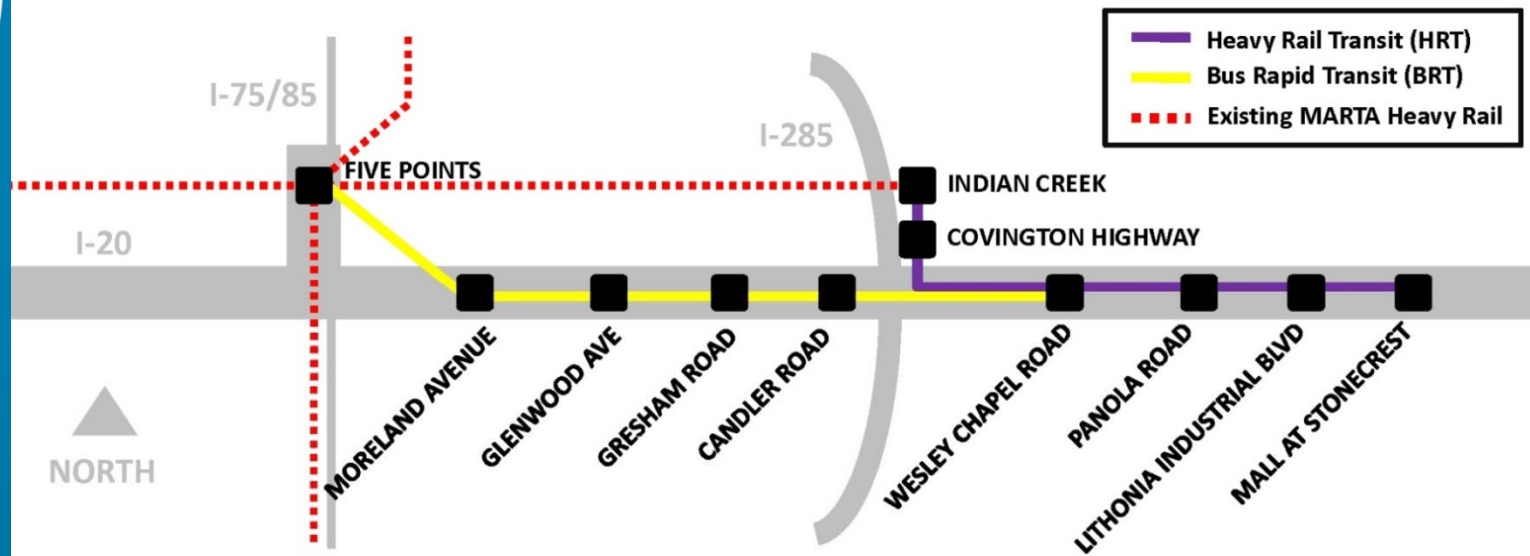 Heavy Rail Transit (HRT)
Bus Rapid Transit (BRT)
Existing MARTA Heavy Rail
I-75/85
I-285
FIVE POINTS
INDIAN CREEK
I-20
COVINGTON HIGHWAY
MORELAND AVENUE
GLENWOOD AVE
GRESHAM ROAD
CANDLER ROAD
WESLEY CHAPEL ROAD
PANOLA ROAD
LITHONIA INDUSTRIAL BLVD
MALL AT STONECREST
NORTH